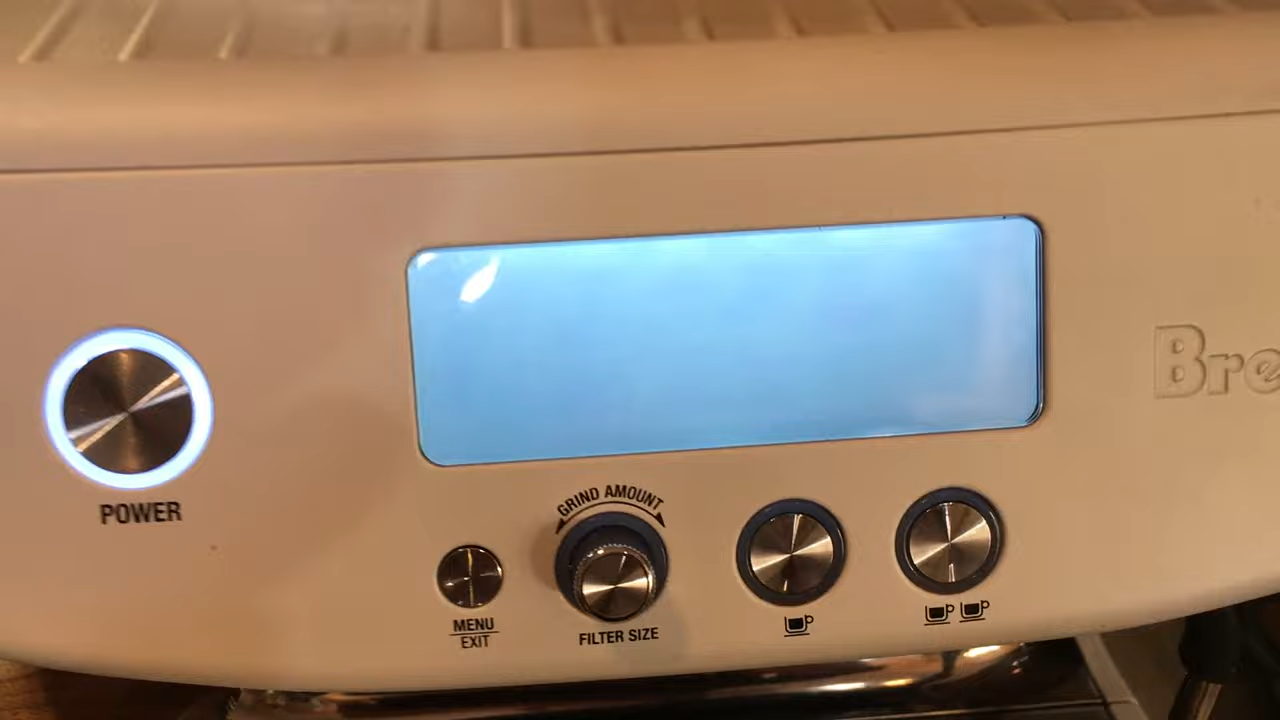 Bre
POWER
GRIND AMOUNT
MENU
EXIT
FILTER SIZE